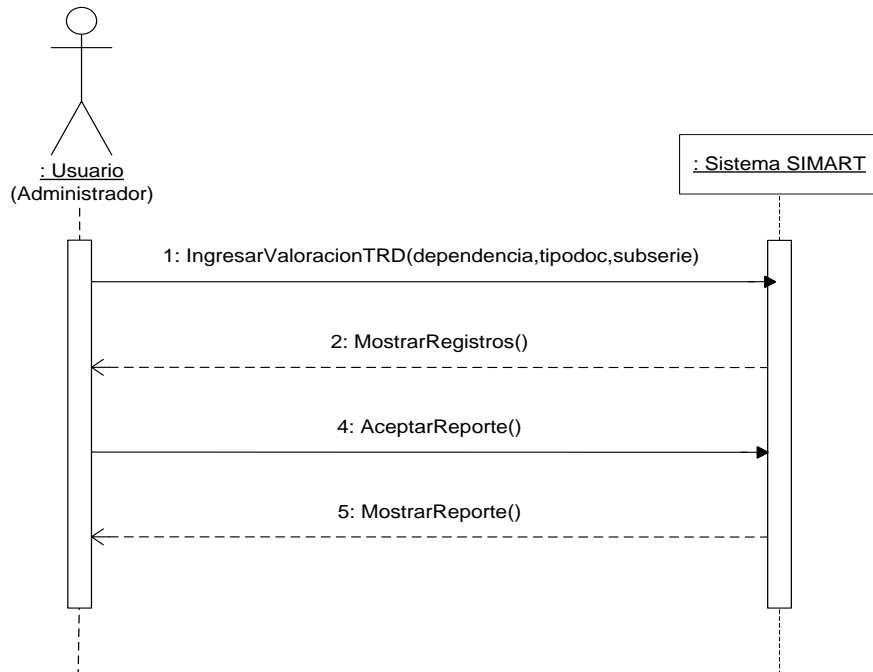 : Usuario
(Administrador)
: Sistema SIMART
1: IngresarValoracionTRD(dependencia,tipodoc,subserie)
2: MostrarRegistros()
4: AceptarReporte()
5: MostrarReporte()